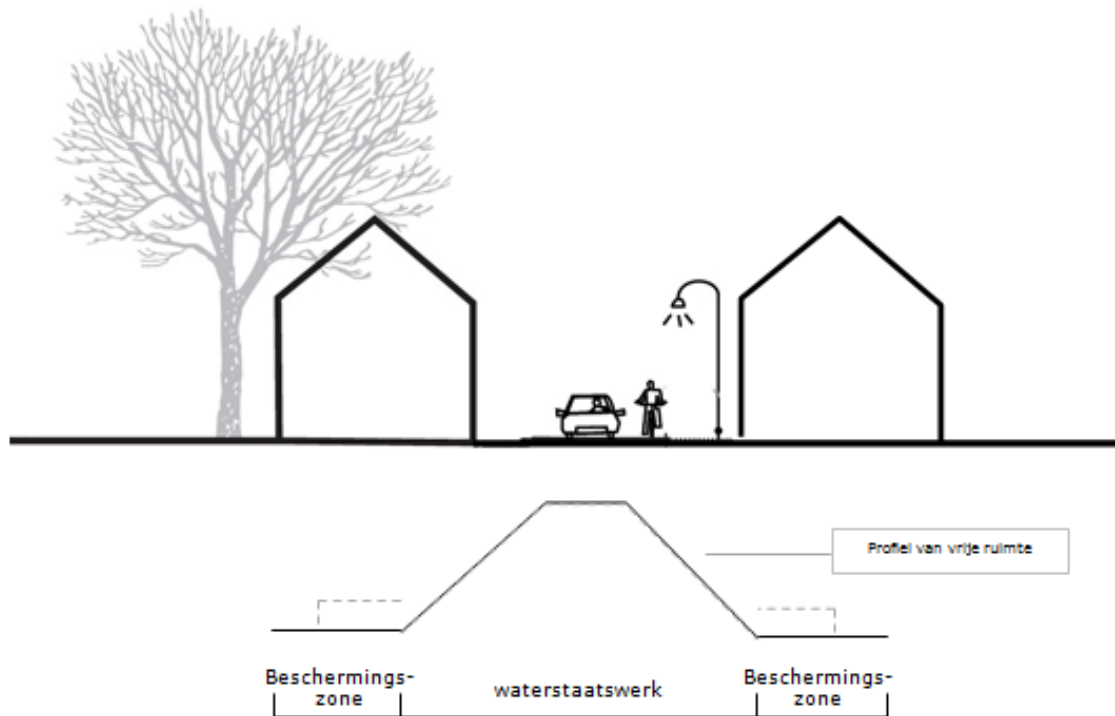 Profiel van vrije ruimte
Beschermings-
zone
waterstaatswerk
Beschermings-
zone